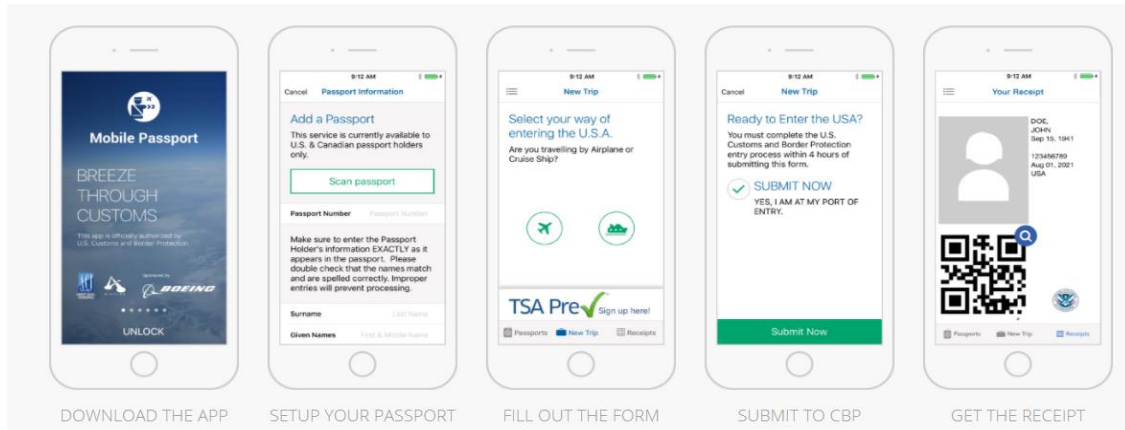 Mobile Passport
BREEZE
THROUGH
CUSTOMS
This app is officially authorized by
U.S. Customs and Border Protection
Sponsored by
BOEING
UNLOCK
DOWNLOAD THE APP
9:12 AM
Cancel Passport Information
Add a Passport
This service is currently available to
U.S. & Canadian passport holders
only.
Scan passport
Passport Number Passport Number
Make sure to enter the Passport
Holder's information EXACTLY as it
appears in the passport. Please
double check that the names match
and are spelled correctly. Improper
entries will prevent processing.
Surname Last Name
Given Names First & Middle Name
SETUP YOUR PASSPORT
9:12 AM
New Trip
Select your way of
entering the U.S.A.
Are you travelling by Airplane or
Cruise Ship?
TSA Pre Sign up here!
Passports New Trip Receipts
FILL OUT THE FORM
9:12 AM
Cancel New Trip
Ready to Enter the USA?
You must complete the U.S.
Customs and Border Protection
entry process within 4 hours of
submitting this form.
SUBMIT NOW
YES, I AM AT MY PORT OF
ENTRY.
Submit Now
SUBMIT TO CBP
9:12 AM
Your Receipt
DOE,
JOHN
Sep 15, 1941
123456789
Aug 01, 2021
USA
Passports New Trip Receipts
GET THE RECEIPT